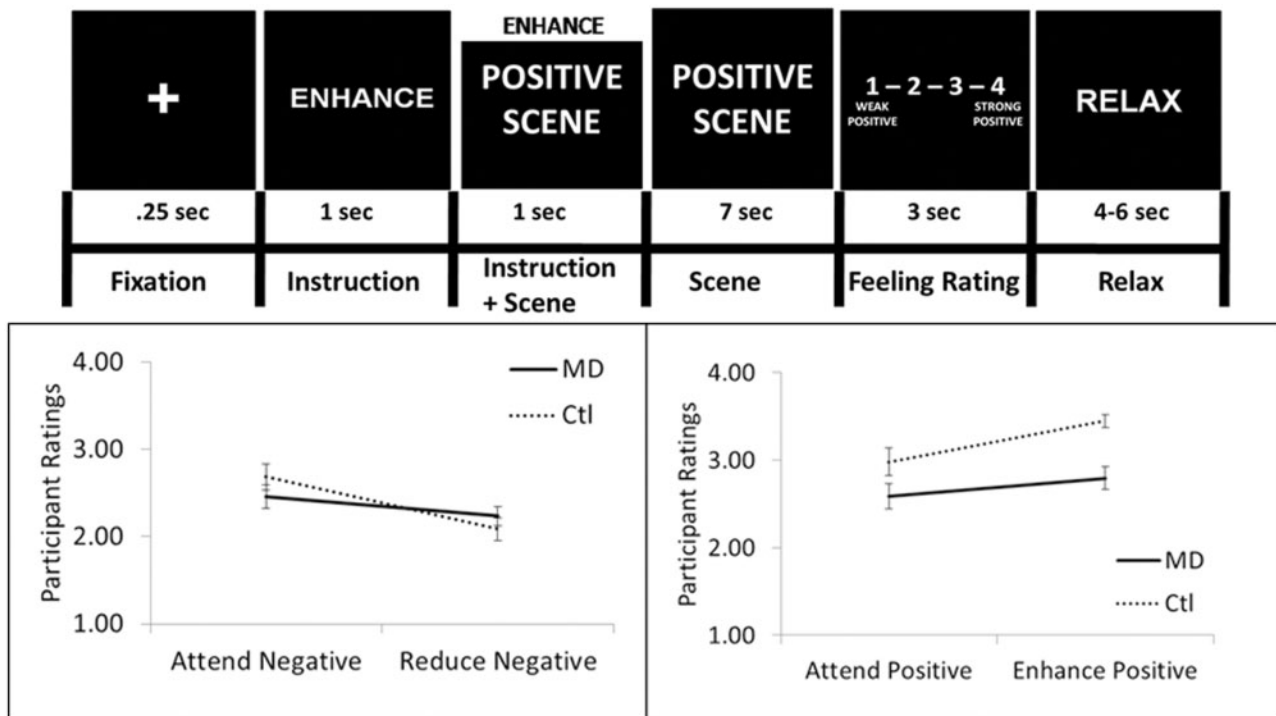 ENHANCE
+
ENHANCE
POSITIVE
SCENE
POSITIVE
SCENE
1 – 2 – 3 – 4
WEAK
POSITIVE
STRONG
POSITIVE
RELAX
.25 sec
1 sec
1 sec
7 sec
3 sec
4-6 sec
Fixation
Instruction
Instruction
+ Scene
Scene
Feeling Rating
Relax
Participant Ratings
4.00
3.00
2.00
1.00
MD
Ctl
Attend Negative
Reduce Negative
Participant Ratings
4.00
3.00
2.00
1.00
MD
Ctl
Attend Positive
Enhance Positive